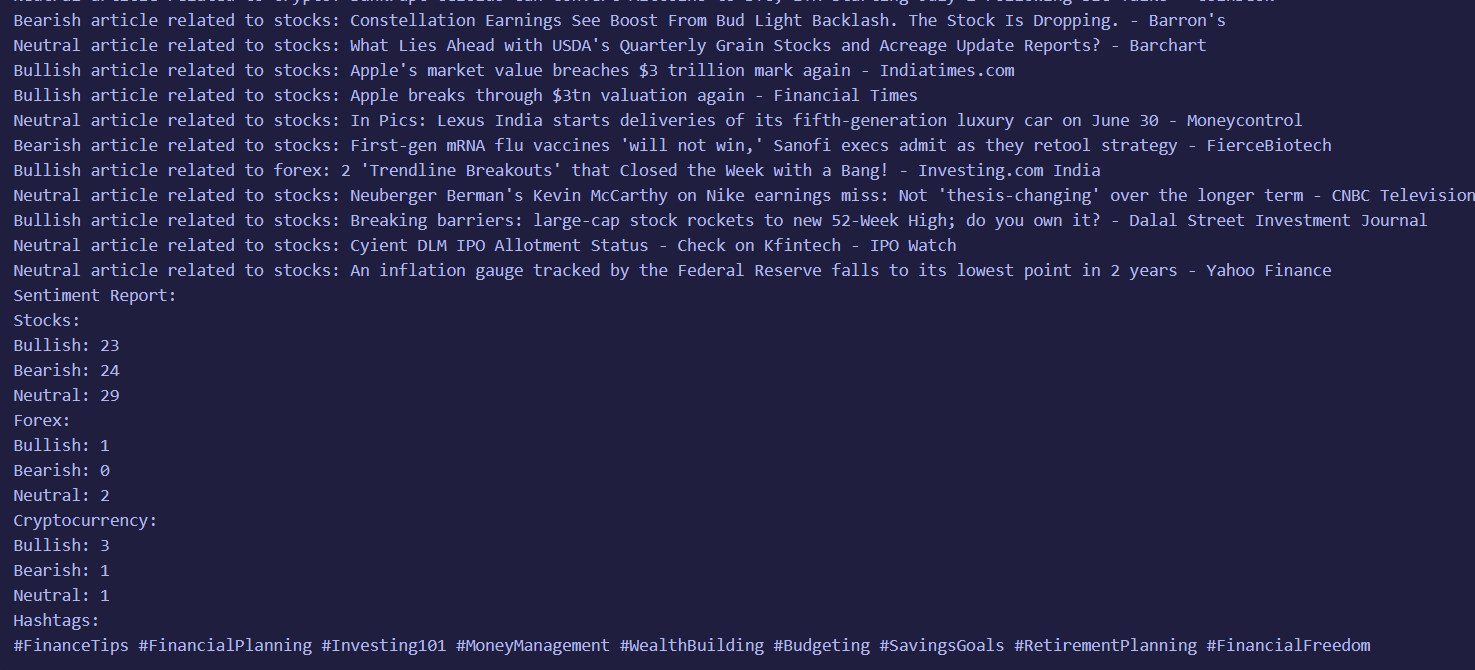 Bearish article related to stocks: Constellation Earnings See Boost From Bud Light Backlash. The Stock Is Dropping. - Barron's
Neutral article related to stocks: What Lies Ahead with USDA's Quarterly Grain Stocks and Acreage Update Reports? - Barchart
Bullish article related to stocks: Apple's market value breaches $3 trillion mark again - Indiatimes.com
Bullish article related to stocks: Apple breaks through $3tn valuation again - Financial Times
Neutral article related to stocks: In Pics: Lexus India starts deliveries of its fifth-generation luxury car on June 30 - Moneycontrol
Bearish article related to stocks: First-gen mRNA flu vaccines 'will not win,' Sanofi execs admit as they retool strategy - FierceBiotech
Bullish article related to forex: 2 'Trendline Breakouts' that Closed the Week with a Bang! - Investing.com India
Neutral article related to stocks: Neuberger Berman's Kevin McCarthy on Nike earnings miss: Not 'thesis-changing' over the longer term - CNBC Television
Bullish article related to stocks: Breaking barriers: large-cap stock rockets to new 52-Week High; do you own it? - Dalal Street Investment Journal
Neutral article related to stocks: Cyient DLM IPO Allotment Status - Check on Kfintech - IPO Watch
Neutral article related to stocks: An inflation gauge tracked by the Federal Reserve falls to its lowest point in 2 years - Yahoo Finance
Sentiment Report:
Stocks:
Bullish: 23
Bearish: 24
Neutral: 29
Forex:
Bullish: 1
Bearish: 0
Neutral: 2
Cryptocurrency:
Bullish: 3
Bearish: 1
Neutral: 1
Hashtags:
#FinanceTips #FinancialPlanning #Investing101 #MoneyManagement #WealthBuilding #Budgeting #SavingsGoals #RetirementPlanning #FinancialFreedom